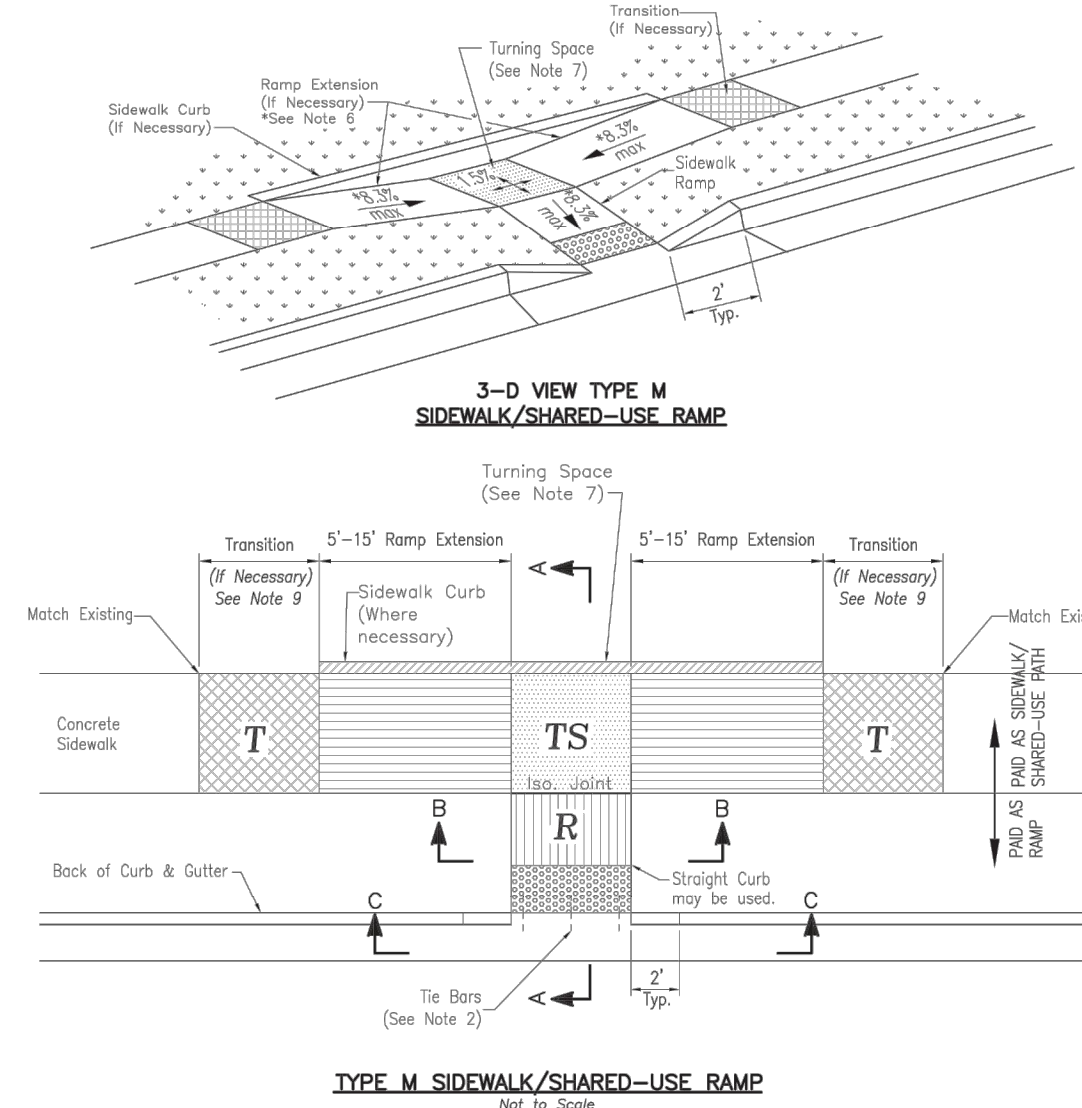 Transition
(If Necessary)
Turning Space
(See Note 7)
Ramp Extension
(If Necessary)
*See Note 6
Sidewalk Curb
(If Necessary)
*8.3%
max
1.5%
Sidewalk
Ramp
*8.3%
max
*8.3%
max
2'
Typ.
3-D VIEW TYPE M
SIDEWALK/SHARED-USE RAMP
Turning Space
(See Note 7)
Transition
(If Necessary)
See Note 9
5'-15' Ramp Extension
A
5'-15' Ramp Extension
Transition
(If Necessary)
See Note 9
Sidewalk Curb
(Where
necessary)
Match Existing
Match Exis
Concrete
Sidewalk
T
TS
T
Iso. Joint
PAID AS SIDEWALK/
SHARED-USE PATH
PAID AS
RAMP
B
R
B
Back of Curb & Gutter
Straight Curb
may be used.
C
C
A
2'
Typ.
Tie Bars
(See Note 2)
TYPE M SIDEWALK/SHARED-USE RAMP
Not to Scale